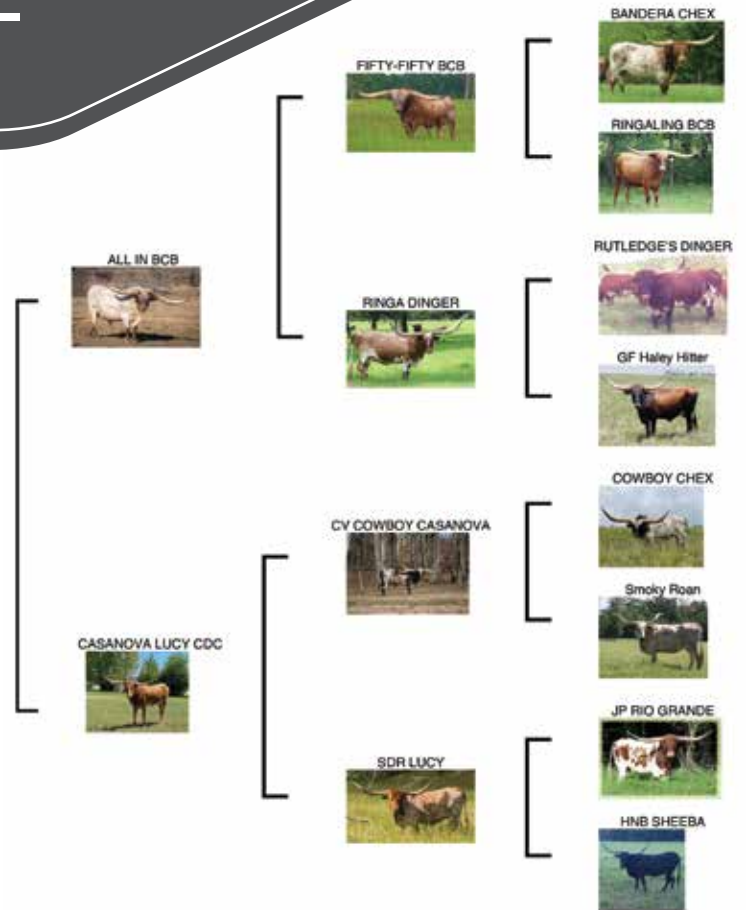 BANDERA CHEX
FIFTY-FIFTY BCB
RINGALING BCB
ALL IN BCB
RUTLEDGE'S DINGER
RINGA DINGER
GF Haley Hitter
COWBOY CHEX
CV COWBOY CASANOVA
Smoky Roan
CASANOVA LUCY CDC
JP RIO GRANDE
SDR LUCY
HNB SHEEBA